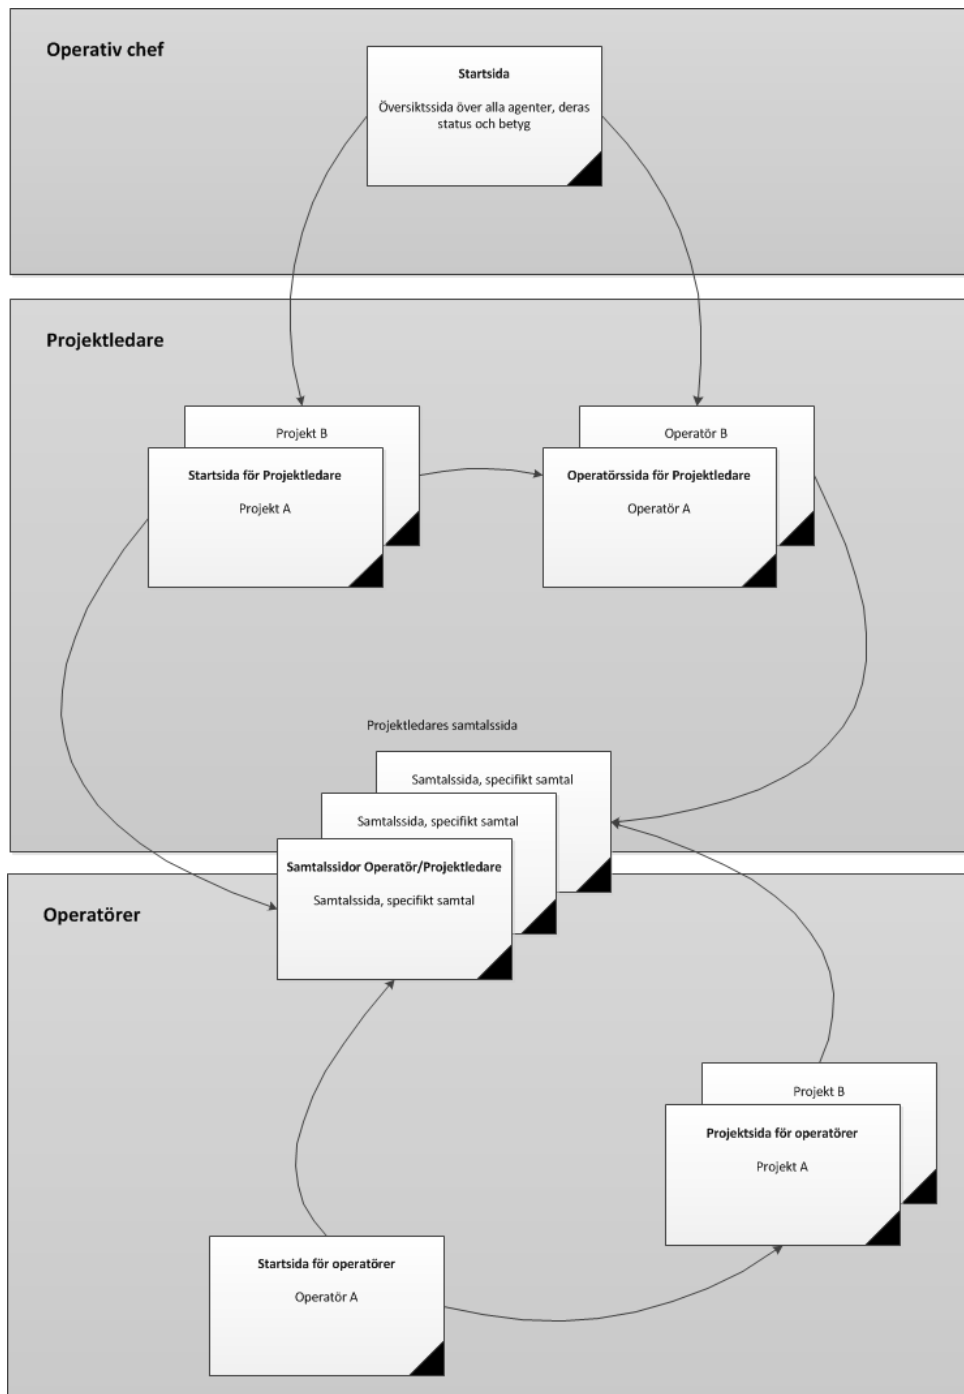 Operativ chef
Startsida
Översiktssida över alla agenter, deras
status och betyg
Projektledare
Projekt B
Startsida för Projektledare
Projekt A
Operatör B
Operatörssida för Projektledare
Operatör A
Projektledares samtalssida
Samtalssida, specifikt samtal
Samtalssida, specifikt samtal
Samtalssidor Operatör/Projektledare
Samtalssida, specifikt samtal
Operatörer
Projekt B
Projektsida för operatörer
Projekt A
Startsida för operatörer
Operatör A